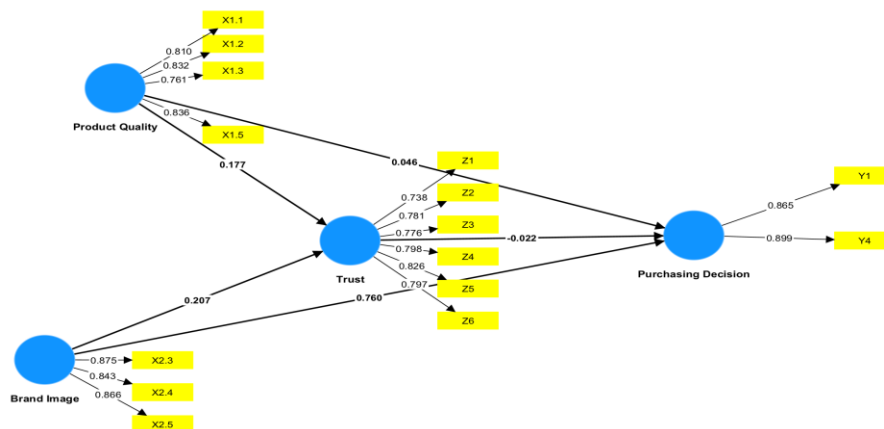 X1.1
0.810
X1.2
0.832
X1.3
0.761
0.836
X1.5
Product Quality
0.177
0.046
Z1
0.738
Z2
0.781
Z3
0.776
Z4
0.798
Z5
0.826
Z6
0.797
Trust
-0.022
Y1
0.865
Y4
0.899
Purchasing Decision
0.207
0.760
0.875
X2.3
0.843
X2.4
0.866
X2.5
Brand Image